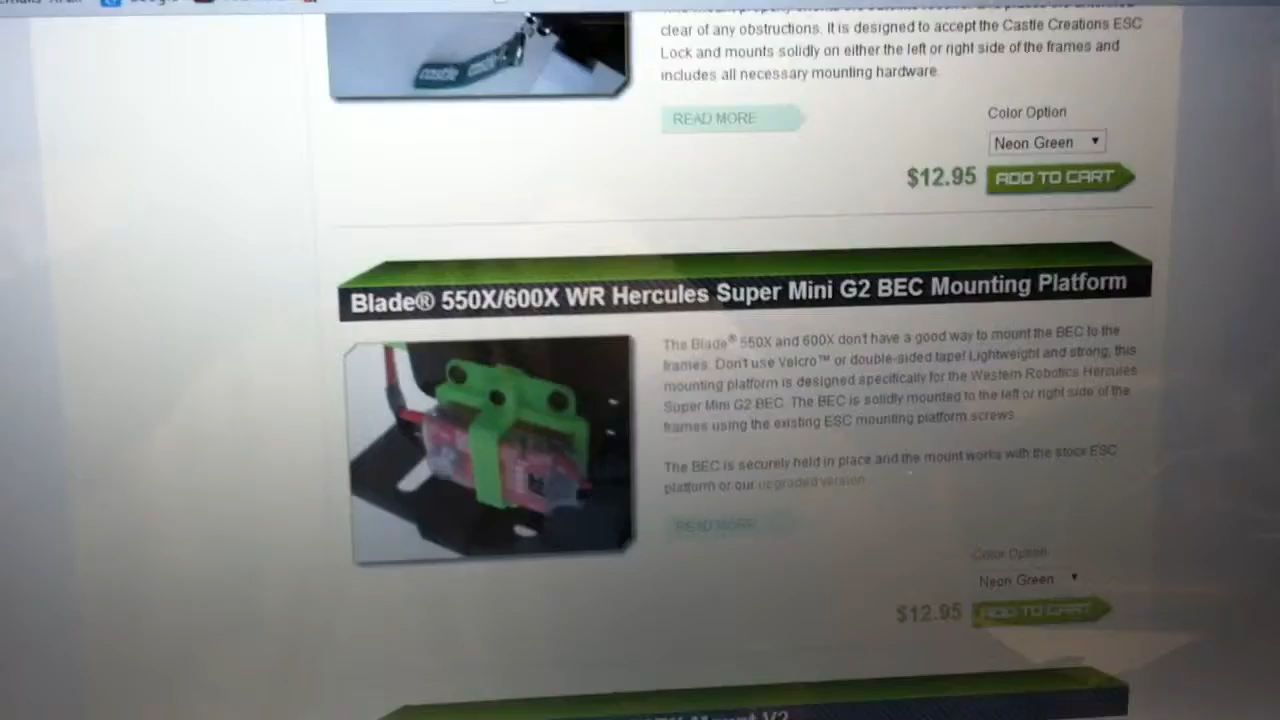 clear of any obstructions. It is designed to accept the Castle Creations ESC
Lock and mounts solidly on either the left or right side of the frames and
includes all necessary mounting hardware.
READ MORE
Color Option
Neon Green
$12.95
ADD TO CART
Blade® 550X/600X WR Hercules Super Mini G2 BEC Mounting Platform
The Blade® 550X and 600X don't have a good way to mount the BEC to the
frames. Don't use Velcro™ or double-sided tape! Lightweight and strong, this
mounting platform is designed specifically for the Western Robotics Hercules
Super Mini G2 BEC. The BEC is solidly mounted to the left or right side of the
frames using the existing ESC mounting platform screws.
The BEC is securely held in place and the mount works with the stock ESC
platform or our upgraded version.
READ MORE
Color Option
Neon Green
$12.95
ADD TO CART
Mount V2